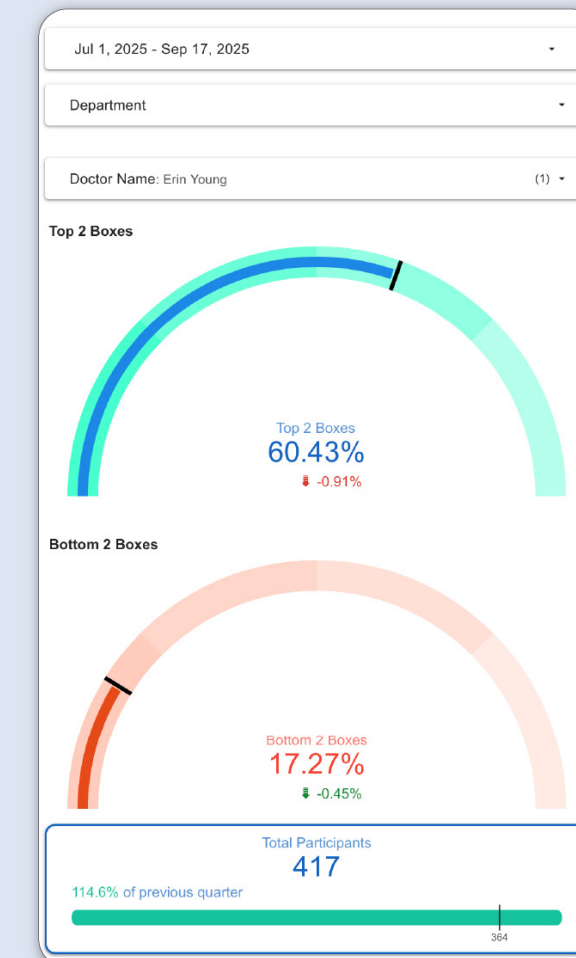 Jul 1, 2025 - Sep 17, 2025
Department
Doctor Name: Erin Young (1)
Top 2 Boxes
Top 2 Boxes
60.43%
-0.91%
Bottom 2 Boxes
Bottom 2 Boxes
17.27%
-0.45%
Total Participants
417
114.6% of previous quarter
364